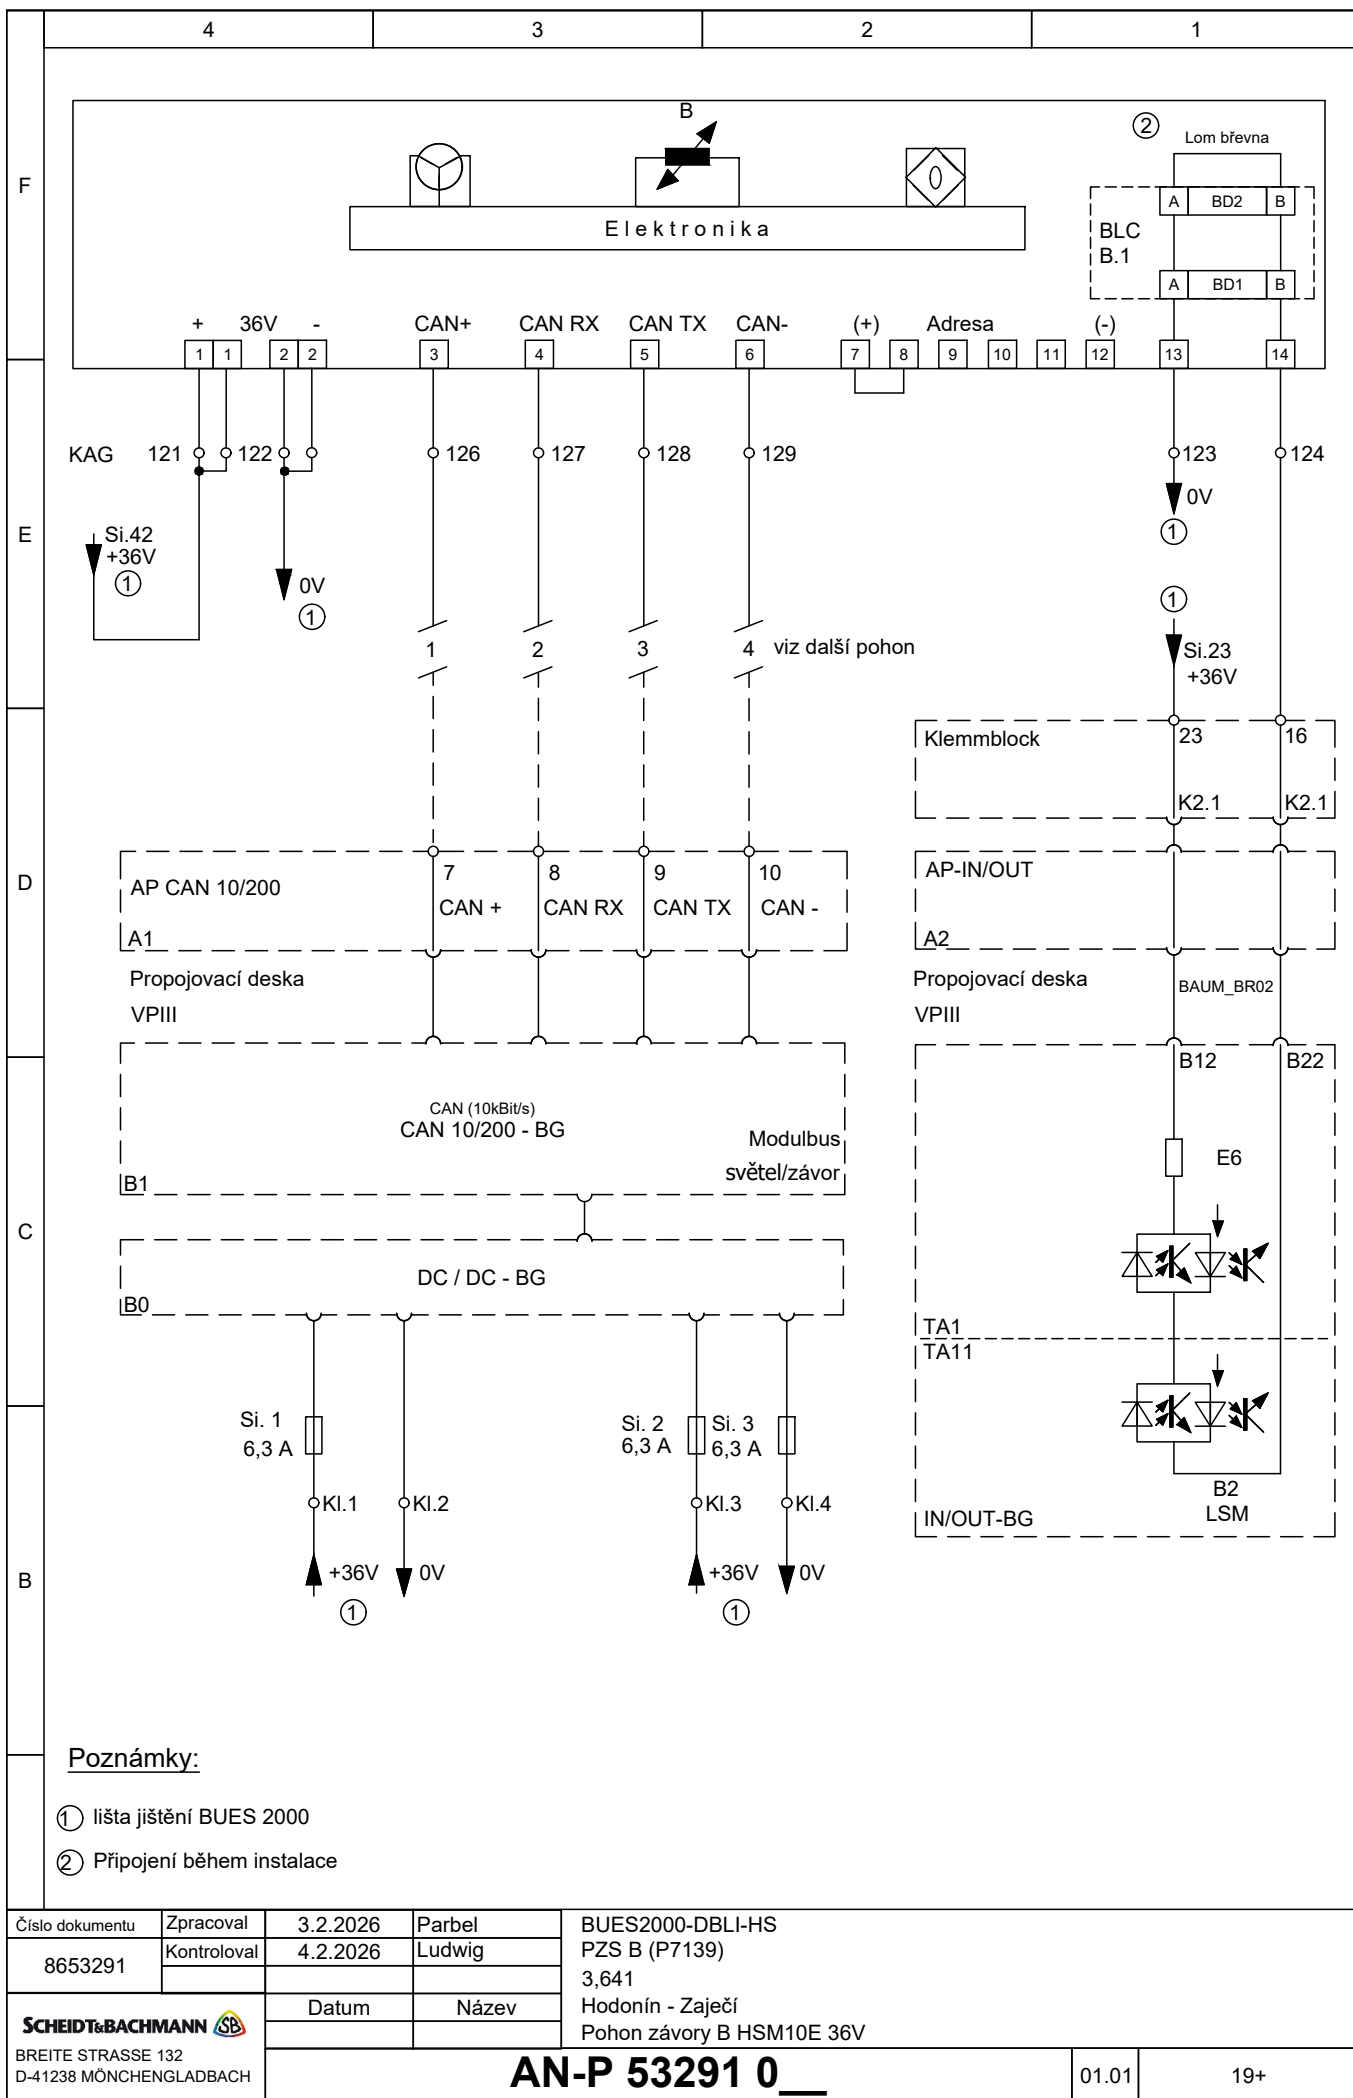 4 3 2 1
F
E
D
C
B
B
2
Lom břevna
A BD2 B
BLC
B.1
A BD1 B
Elektronika
+ 36V - CAN+ CAN RX CAN TX CAN- (+) Adresa (-)
1 1 2 2 3 4 5 6 7 8 9 10 11 12 13 14
KAG 121 122 126 127 128 129 123 124
0V
1
Si.42
+36V
1
0V
1
1
Si.23
+36V
1 2 3 4 viz další pohon
Klemmblock 23 16
K2.1 K2.1
7 8 9 10
AP CAN 10/200
CAN + CAN RX CAN TX CAN -
A1
AP-IN/OUT
A2
Propojovací deska
VPIII
Propojovací deska
VPIII
BAUM_BR02
B12 B22
CAN (10kBit/s)
CAN 10/200 - BG
Modulbus
světel/závor
B1
E6
DC / DC - BG
B0
TA1
TA11
Si. 1
6,3 A
Si. 2
6,3 A
Si. 3
6,3 A
Kl.1 Kl.2 Kl.3 Kl.4
B2
LSM
IN/OUT-BG
+36V 0V +36V 0V
1 1
Poznámky:
1 lišta jištění BUES 2000
2 Připojení během instalace
Číslo dokumentu Zpracoval 3.2.2026 Parbel
8653291 Kontroloval 4.2.2026 Ludwig
Datum Název
BUES2000-DBLI-HS
PZS B (P7139)
3,641
Hodonín - Zaječí
Pohon závory B HSM10E 36V
SCHEIDT&BACHMANN SB
BREITE STRASSE 132
D-41238 MÖNCHENGLADBACH
AN-P 53291 0__ 01.01 19+